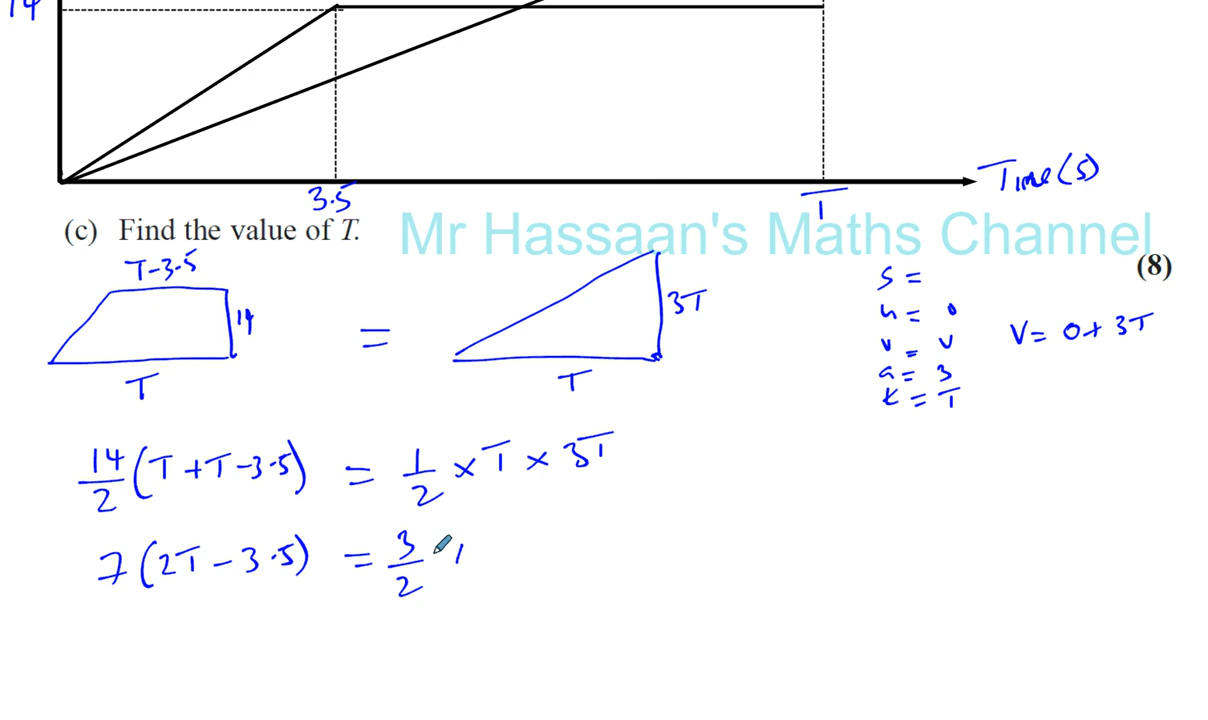 14
Time(s)
3.5
T
(c) Find the value of T.
Mr Hassaan's Maths Channel
(8)
T-3.5
14
T
=
3T
T
S =
u = 0
v = v
a = 3
t = T
V = 0 + 3T
14/2 (T + T - 3.5) = 1/2 × T × 3T
7 (2T - 3.5) = 3/2